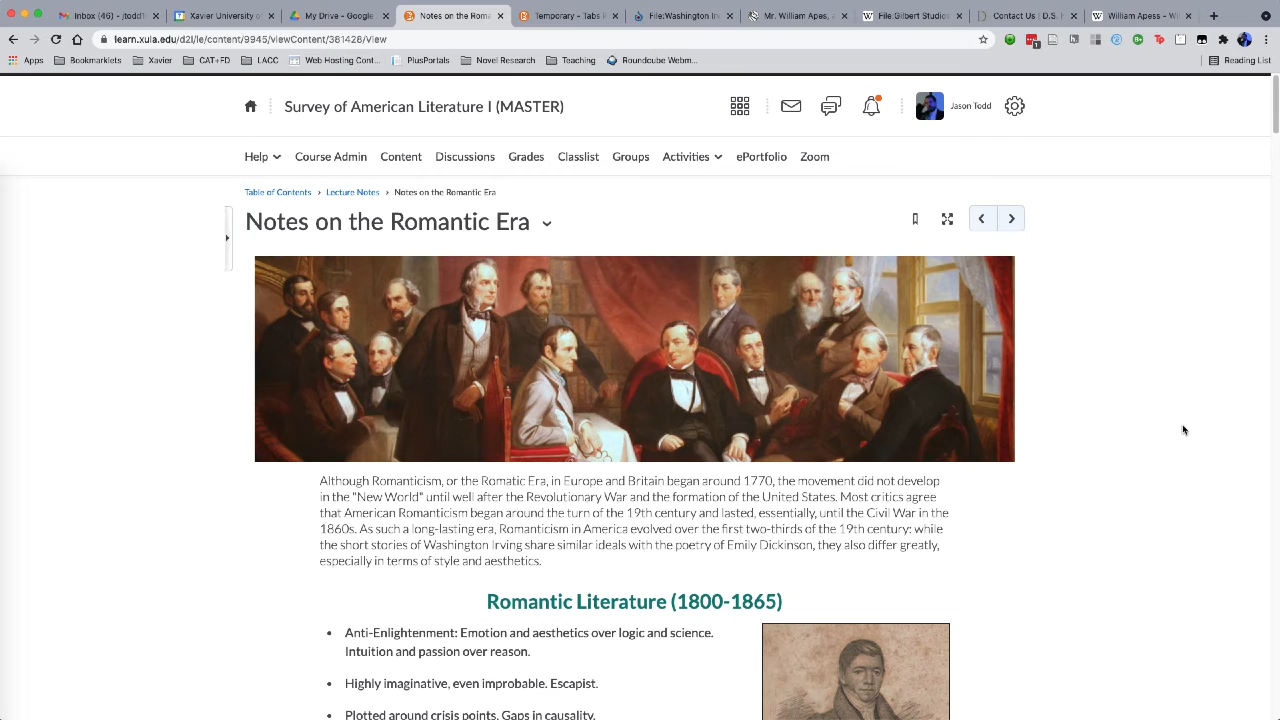 Inbox (46) - jtodd1
Xavier University of
My Drive - Google
Notes on the Roma
Temporary - Tabs
File:Washington Irv
Mr. William Apes, a
File:Gilbert Studios
Contact Us | D.S. H
William Apess - Wi
learn.xula.edu/d2l/le/content/9945/viewContent/381428/View
Apps
Bookmarklets
Xavier
CAT+FD
LACC
Web Hosting Cont...
PlusPortals
Novel Research
Teaching
Roundcube Webm...
Reading List
Survey of American Literature I (MASTER)
Jason Todd
Help
Course Admin
Content
Discussions
Grades
Classlist
Groups
Activities
ePortfolio
Zoom
Table of Contents › Lecture Notes › Notes on the Romantic Era
Notes on the Romantic Era
Although Romanticism, or the Romatic Era, in Europe and Britain began around 1770, the movement did not develop
in the "New World" until well after the Revolutionary War and the formation of the United States. Most critics agree
that American Romanticism began around the turn of the 19th century and lasted, essentially, until the Civil War in the
1860s. As such a long-lasting era, Romanticism in America evolved over the first two-thirds of the 19th century: while
the short stories of Washington Irving share similar ideals with the poetry of Emily Dickinson, they also differ greatly,
especially in terms of style and aesthetics.
Romantic Literature (1800-1865)
• Anti-Enlightenment: Emotion and aesthetics over logic and science.
Intuition and passion over reason.
• Highly imaginative, even improbable. Escapist.
• Plotted around crisis points. Gaps in causality.